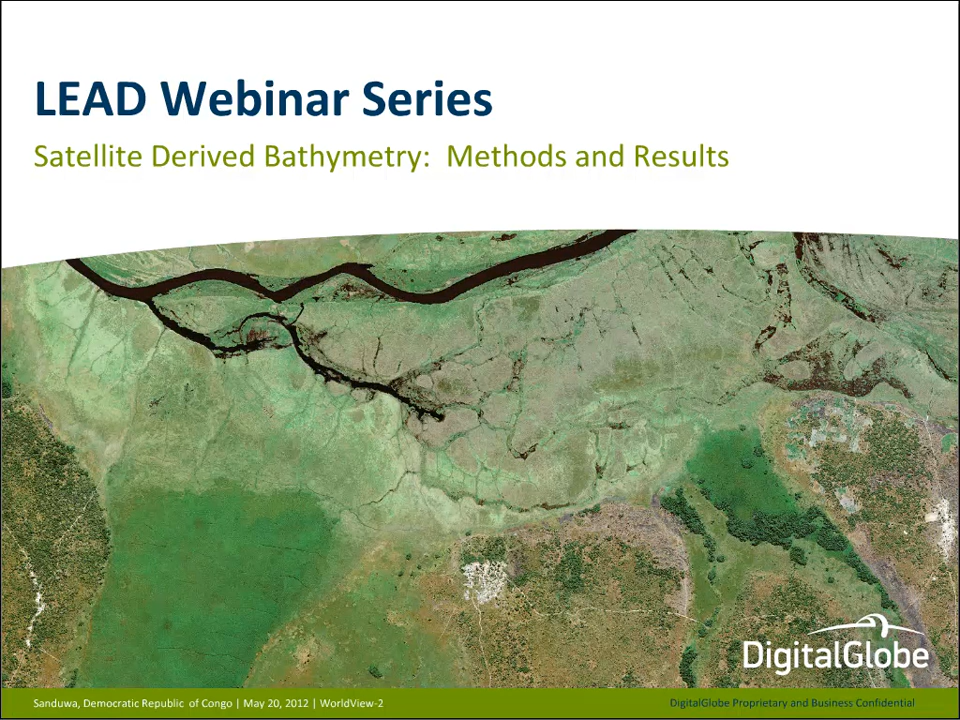 LEAD Webinar Series
Satellite Derived Bathymetry:  Methods and Results
DigitalGlobe
Sanduwa, Democratic Republic of Congo | May 20, 2012 | WorldView-2
DigitalGlobe Proprietary and Business Confidential